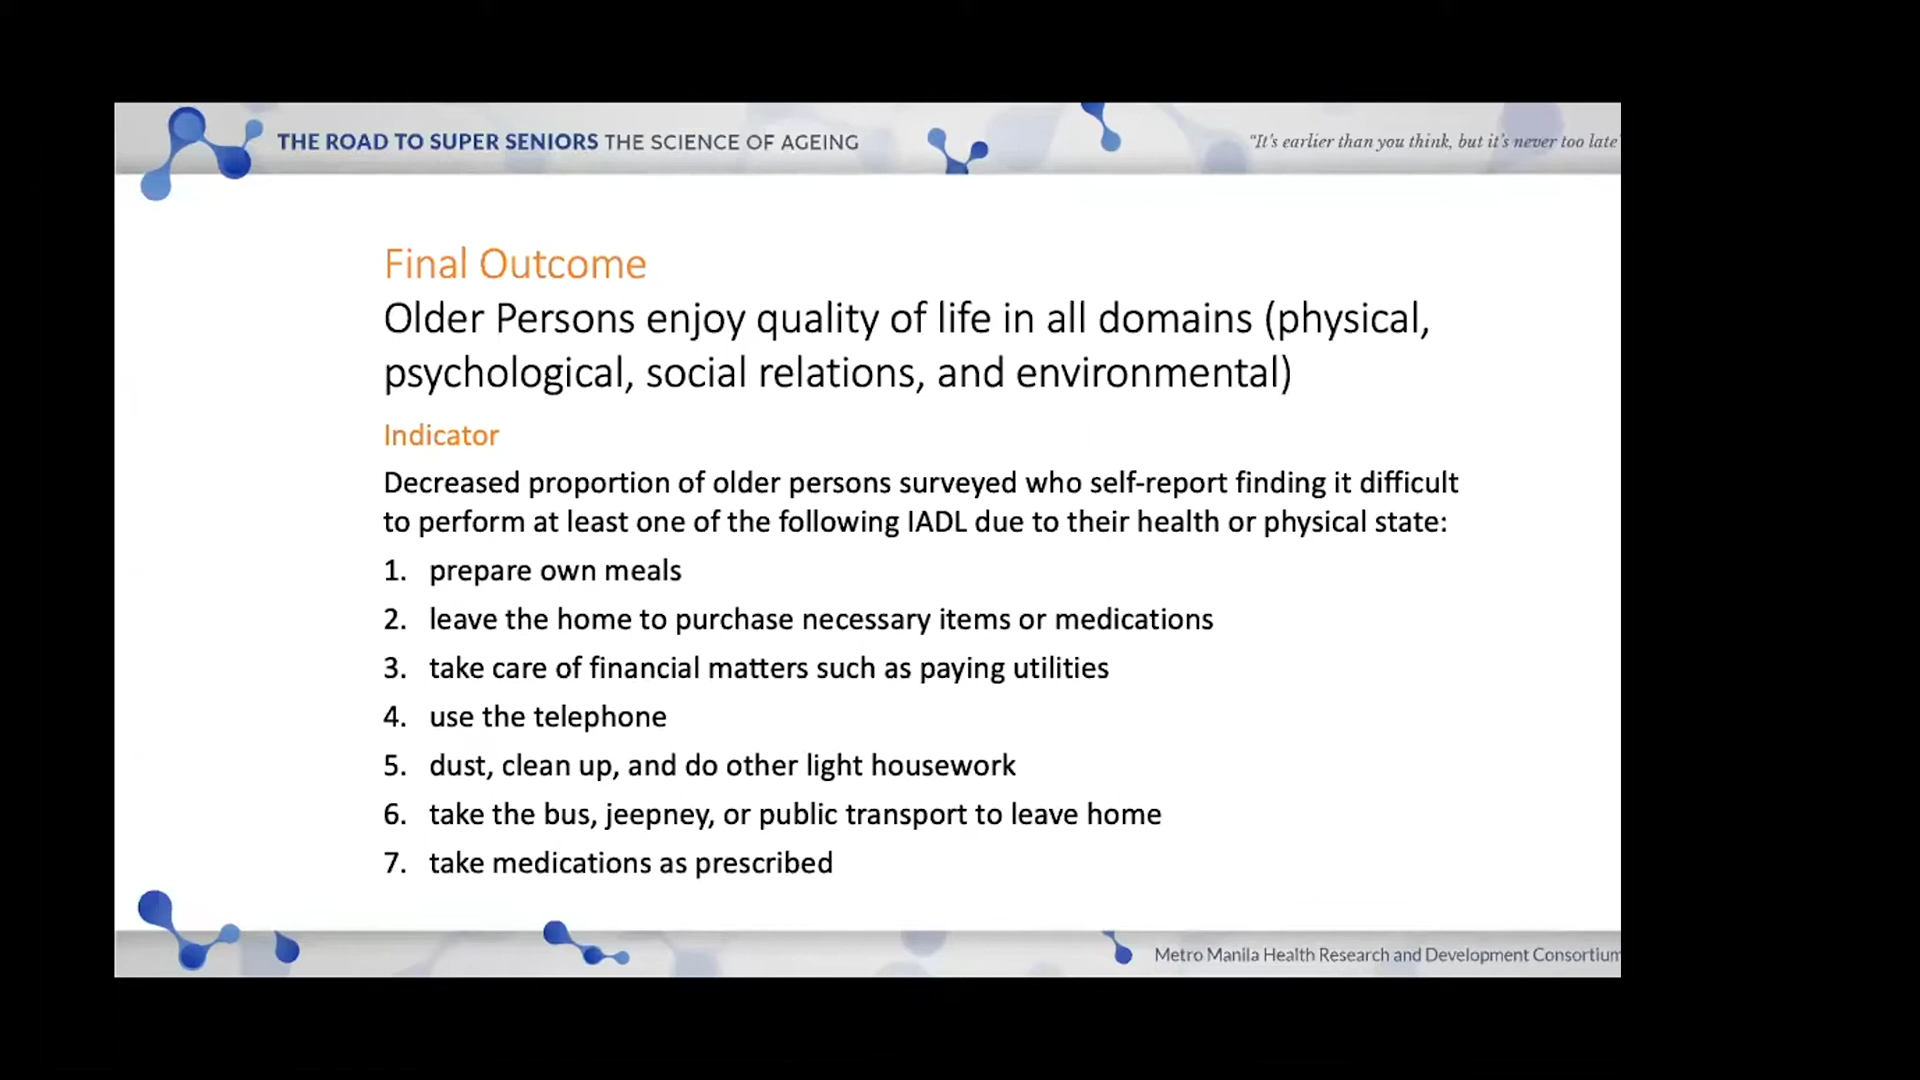 THE ROAD TO SUPER SENIORS THE SCIENCE OF AGEING
“It’s earlier than you think, but it’s never too late”
Final Outcome
Older Persons enjoy quality of life in all domains (physical,
psychological, social relations, and environmental)
Indicator
Decreased proportion of older persons surveyed who self-report finding it difficult
to perform at least one of the following IADL due to their health or physical state:
1. prepare own meals
2. leave the home to purchase necessary items or medications
3. take care of financial matters such as paying utilities
4. use the telephone
5. dust, clean up, and do other light housework
6. take the bus, jeepney, or public transport to leave home
7. take medications as prescribed
Metro Manila Health Research and Development Consortium